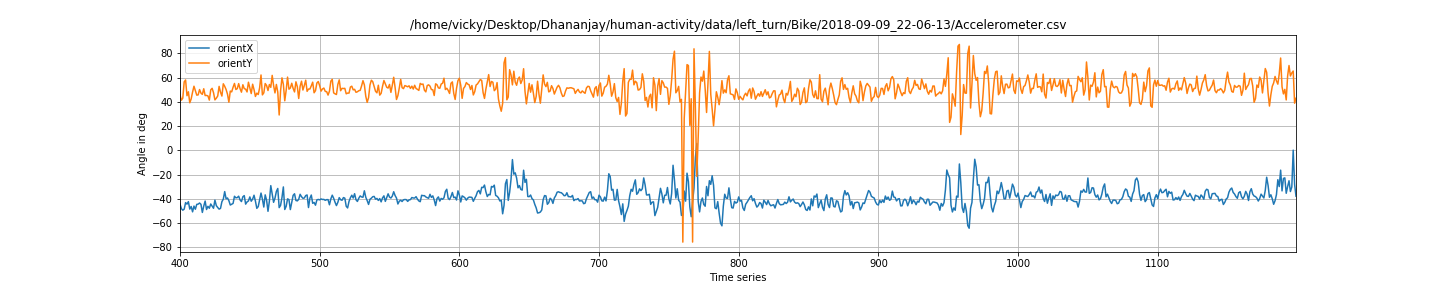 /home/vicky/Desktop/Dhananjay/human-activity/data/left_turn/Bike/2018-09-09_22-06-13/Accelerometer.csv
orientX
orientY
Angle in deg
80
60
40
20
0
−20
−40
−60
−80
400 500 600 700 800 900 1000 1100
Time series